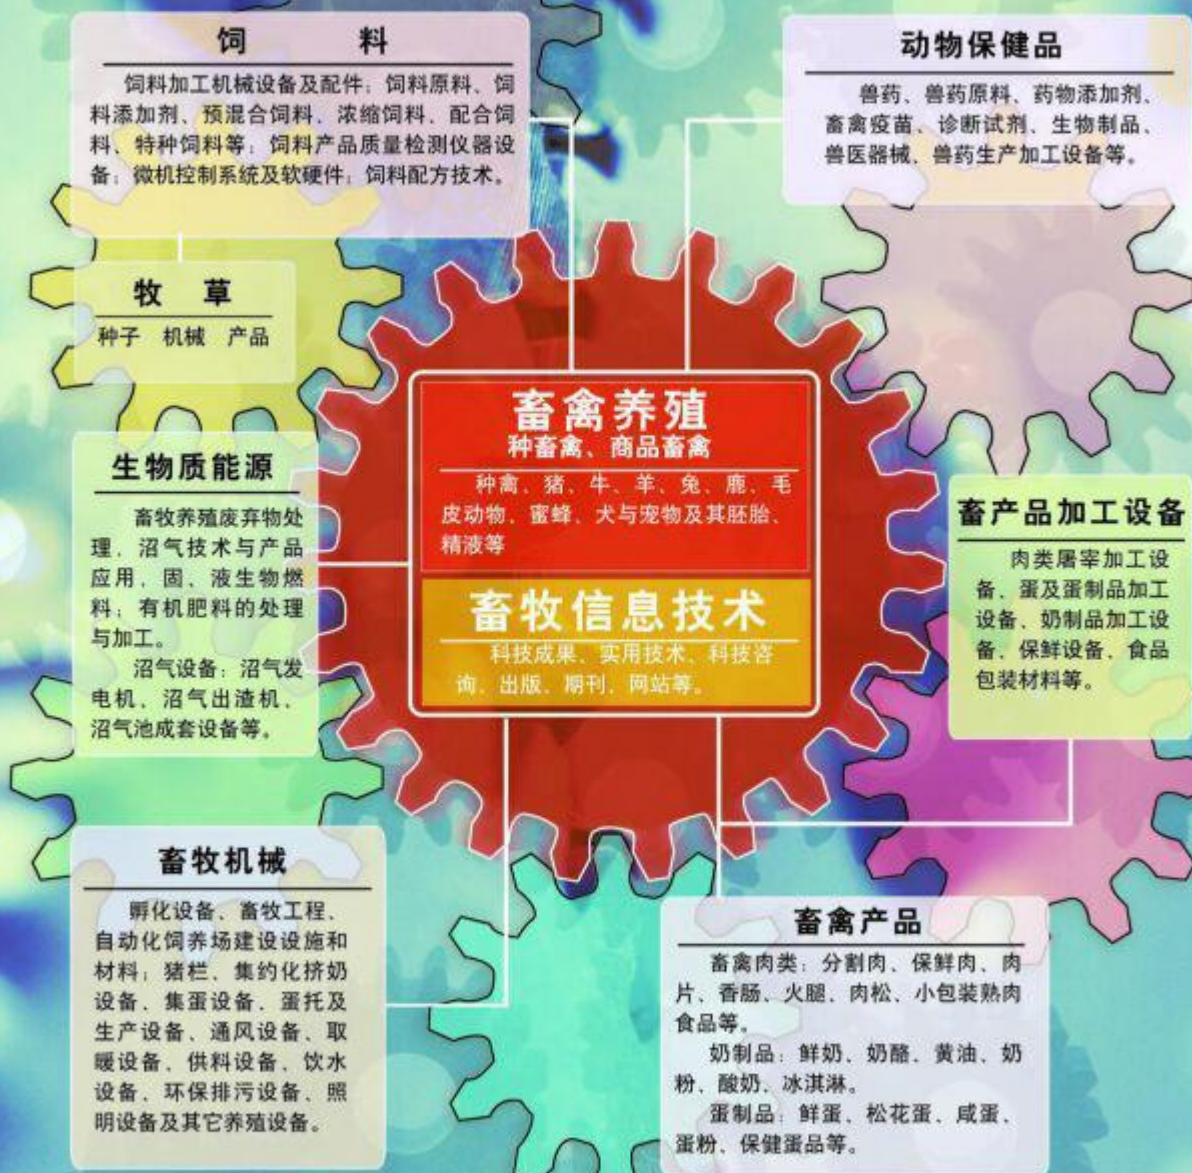 饲 料
饲料加工机械设备及配件；饲料原料、饲
料添加剂、预混合饲料、浓缩饲料、配合饲
料、特种饲料等；饲料产品质量检测仪器设
备；微机控制系统及软硬件；饲料配方技术。
动物保健品
兽药、兽药原料、药物添加剂、
畜禽疫苗、诊断试剂、生物制品、
兽医器械、兽药生产加工设备等。
牧 草
种子 机械 产品
畜禽养殖
种畜禽、商品畜禽
种禽、猪、牛、羊、兔、鹿、毛
皮动物、蜜蜂、犬与宠物及其胚胎、
精液等
畜牧信息技术
科技成果、实用技术、科技咨
询、出版、期刊、网站等。
生物质能源
畜牧养殖废弃物处
理、沼气技术与产品
应用、固、液生物燃
料；有机肥料的处理
与加工。
沼气设备：沼气发
电机、沼气出渣机、
沼气池成套设备等。
畜产品加工设备
肉类屠宰加工设
备、蛋及蛋制品加工
设备、奶制品加工设
备、保鲜设备、食品
包装材料等。
畜牧机械
孵化设备、畜牧工程、
自动化饲养场建设设施和
材料；猪栏、集约化挤奶
设备、集蛋设备、蛋托及
生产设备、通风设备、取
暖设备、供料设备、饮水
设备、环保排污设备、照
明设备及其它养殖设备。
畜禽产品
畜禽肉类：分割肉、保鲜肉、肉
片、香肠、火腿、肉松、小包装熟肉
食品等。
奶制品：鲜奶、奶酪、黄油、奶
粉、酸奶、冰淇淋。
蛋制品：鲜蛋、松花蛋、咸蛋、
蛋粉、保健蛋品等。